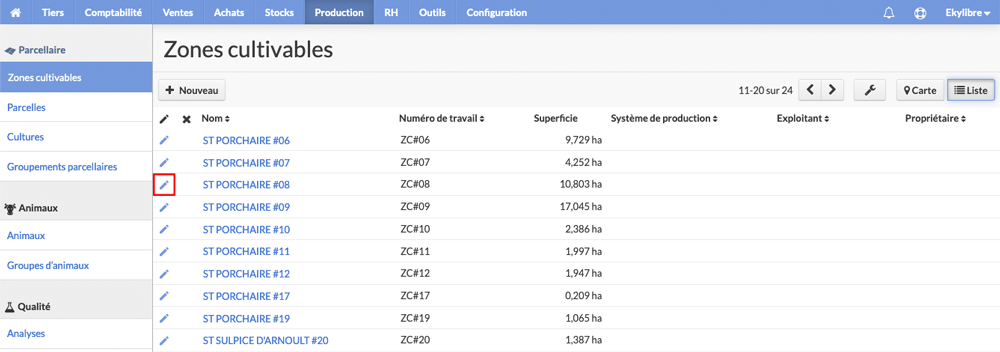 Tiers Comptabilité Ventes Achats Stocks Production RH Outils Configuration Ekylibre
Parcellaire
Zones cultivables
Parcelles
Cultures
Groupements parcellaires
Animaux
Animaux
Groupes d'animaux
Qualité
Analyses
Zones cultivables
Nouveau 11-20 sur 24 Carte Liste
Nom Numéro de travail Superficie Système de production Exploitant Propriétaire
ST PORCHAIRE #06 ZC#06 9,729 ha
ST PORCHAIRE #07 ZC#07 4,252 ha
ST PORCHAIRE #08 ZC#08 10,803 ha
ST PORCHAIRE #09 ZC#09 17,045 ha
ST PORCHAIRE #10 ZC#10 2,386 ha
ST PORCHAIRE #11 ZC#11 1,997 ha
ST PORCHAIRE #12 ZC#12 1,947 ha
ST PORCHAIRE #17 ZC#17 0,209 ha
ST PORCHAIRE #19 ZC#19 1,065 ha
ST SULPICE D'ARNOULT #20 ZC#20 1,387 ha